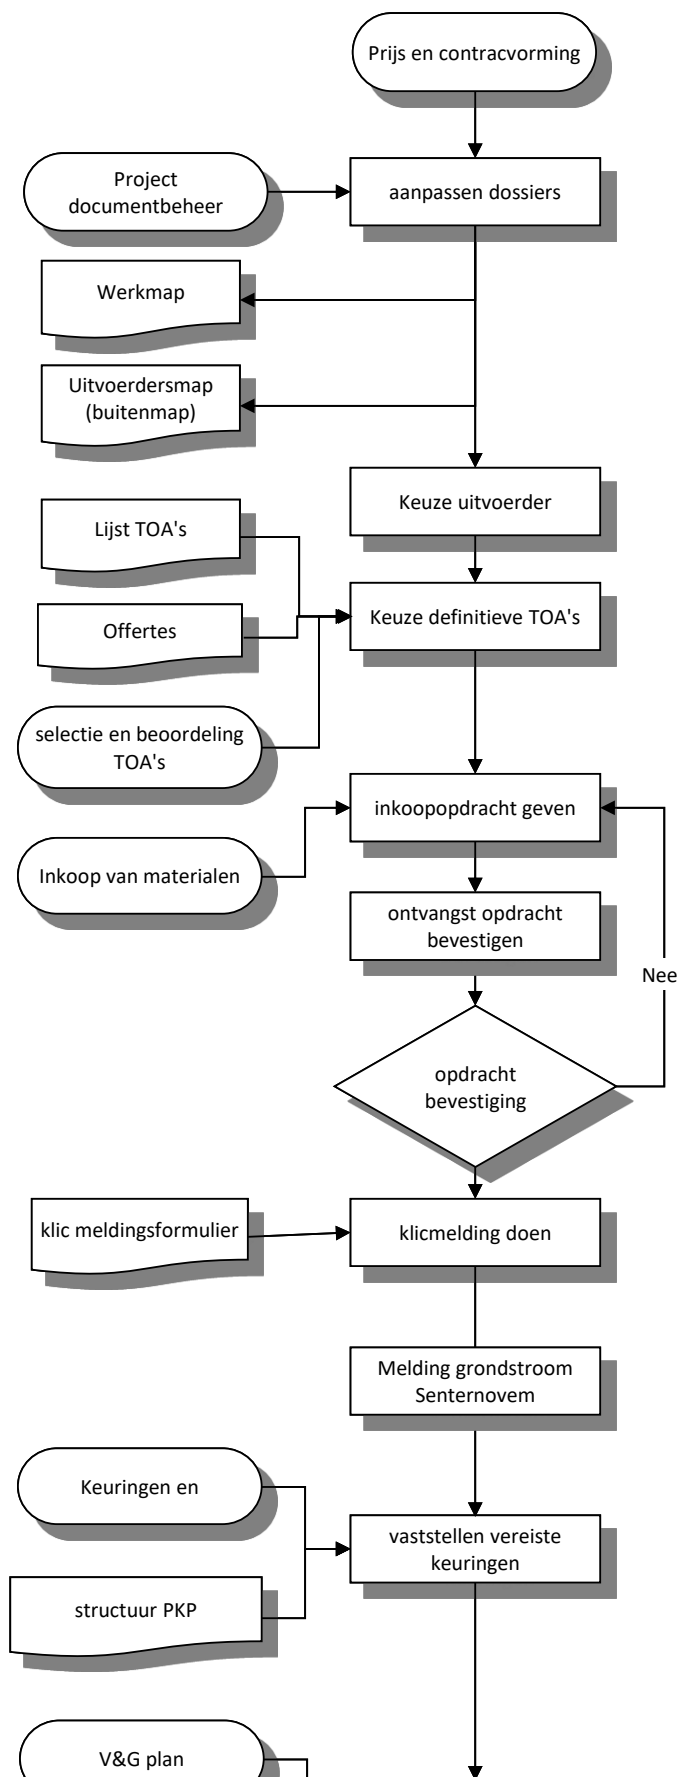 Prijs en contracvorming
Project
documentbeheer
aanpassen dossiers
Werkmap
Uitvoerdersmap
(buitenmap)
Keuze uitvoerder
Lijst TOA's
Keuze definitieve TOA's
Offertes
selectie en beoordeling
TOA's
inkoopopdracht geven
Inkoop van materialen
ontvangst opdracht
bevestigen
Nee
opdracht
bevestiging
klic meldingsformulier
klicmelding doen
Melding grondstroom
Senternovem
Keuringen en
vaststellen vereiste
keuringen
structuur PKP
V&G plan